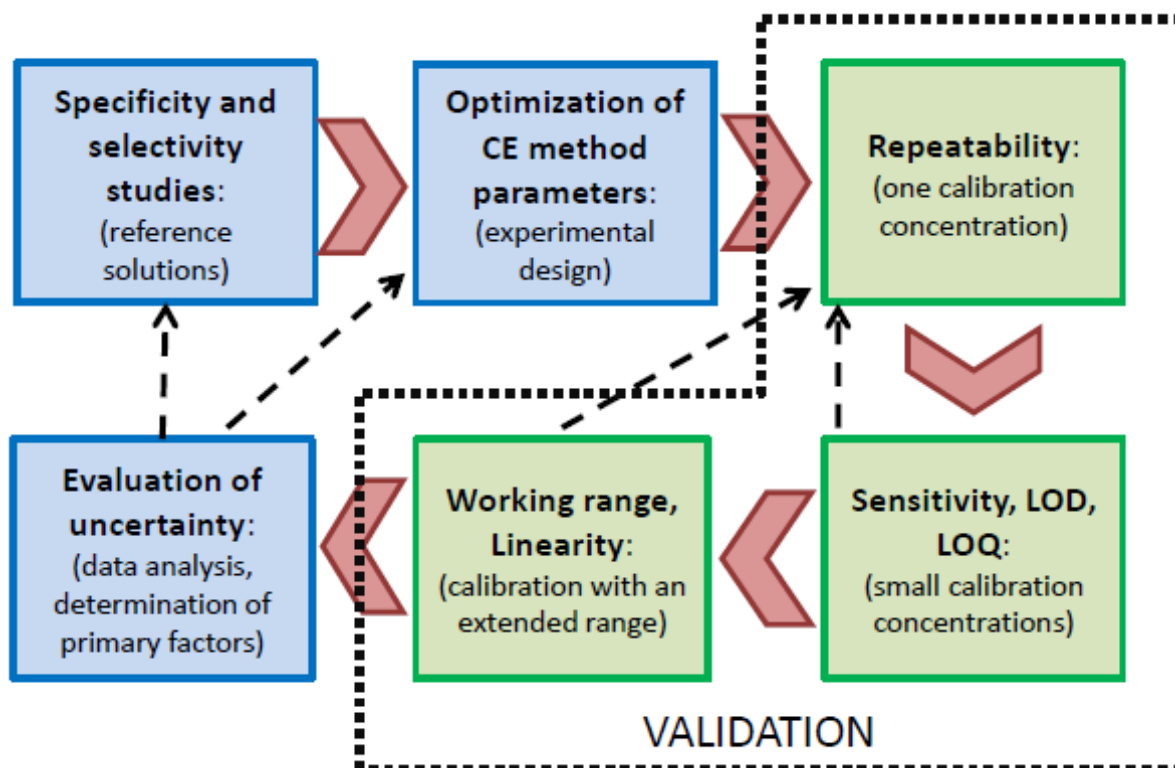 Specificity and
selectivity
studies:
(reference
solutions)
Optimization of
CE method
parameters:
(experimental
design)
Repeatability:
(one calibration
concentration)
Evaluation of
uncertainty:
(data analysis,
determination of
primary factors)
Working range,
Linearity:
(calibration with an
extended range)
Sensitivity, LOD,
LOQ:
(small calibration
concentrations)
VALIDATION